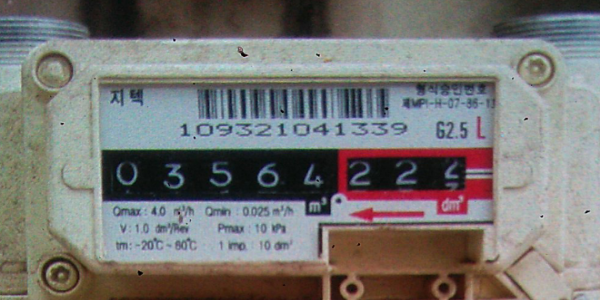 지텍
형식승인번호
제MPI-H-07-86-13
109321041339
G2.5 L
03564 222
m³
dm³
Qmax : 4.0 m³/h Qmin : 0.025 m³/h
V : 1.0 dm³/Rev Pmax : 10 kPa
tm: -20℃ ~ 60℃ 1 imp. : 10 dm³